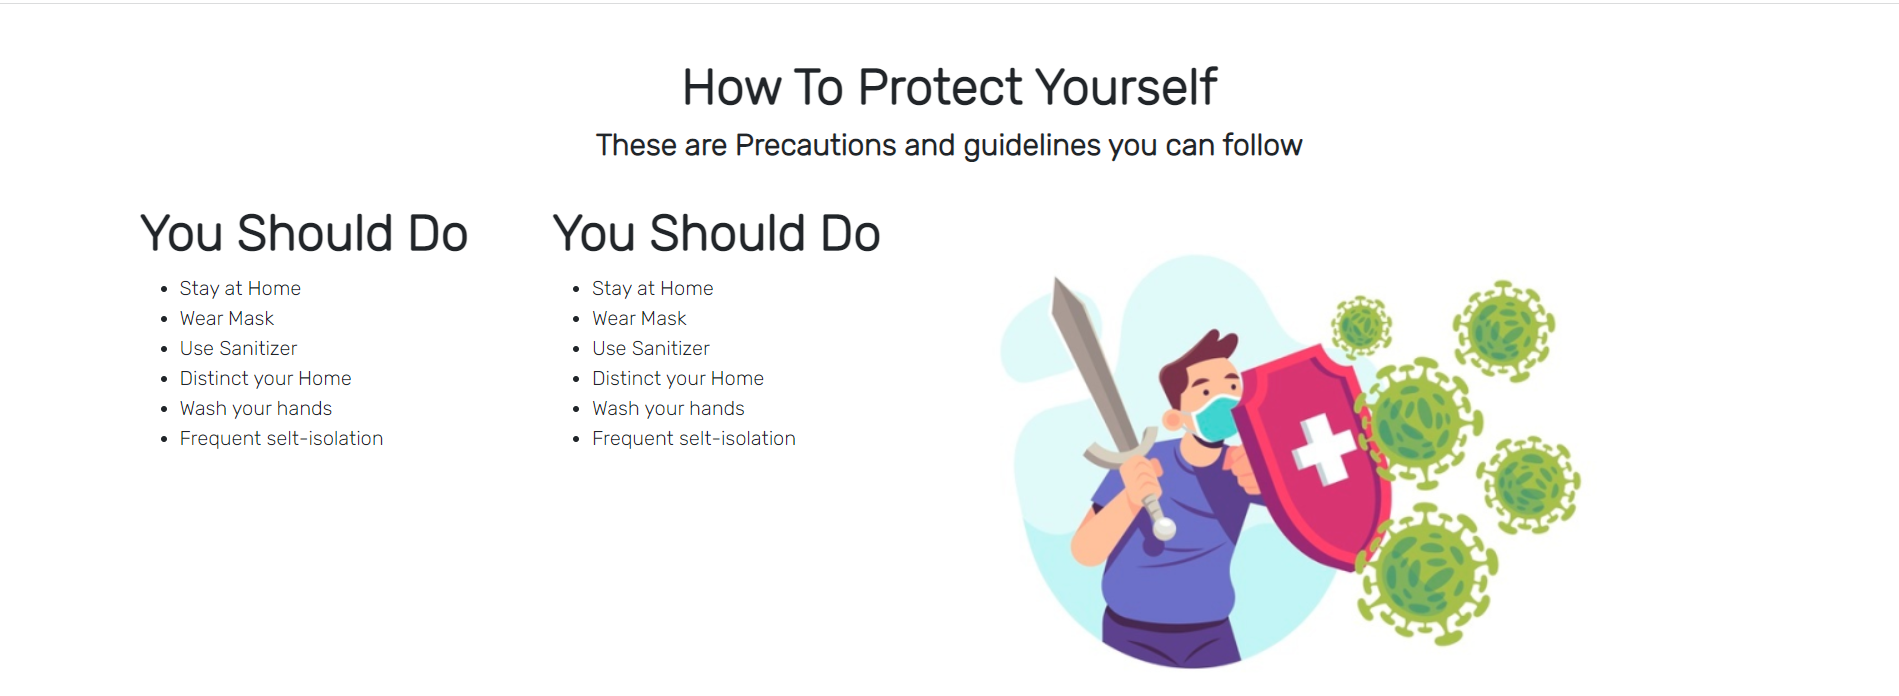 How To Protect Yourself
These are Precautions and guidelines you can follow
You Should Do
Stay at Home
Wear Mask
Use Sanitizer
Distinct your Home
Wash your hands
Frequent selt-isolation
You Should Do
Stay at Home
Wear Mask
Use Sanitizer
Distinct your Home
Wash your hands
Frequent selt-isolation